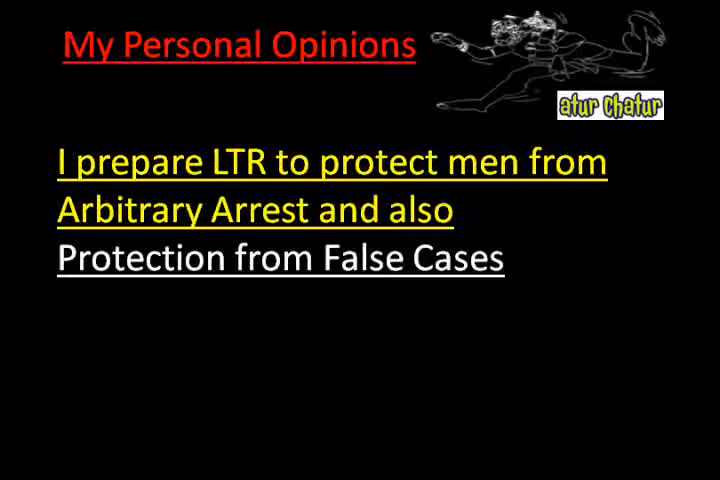 My Personal Opinions
atur chatur
I prepare LTR to protect men from
Arbitrary Arrest and also
Protection from False Cases